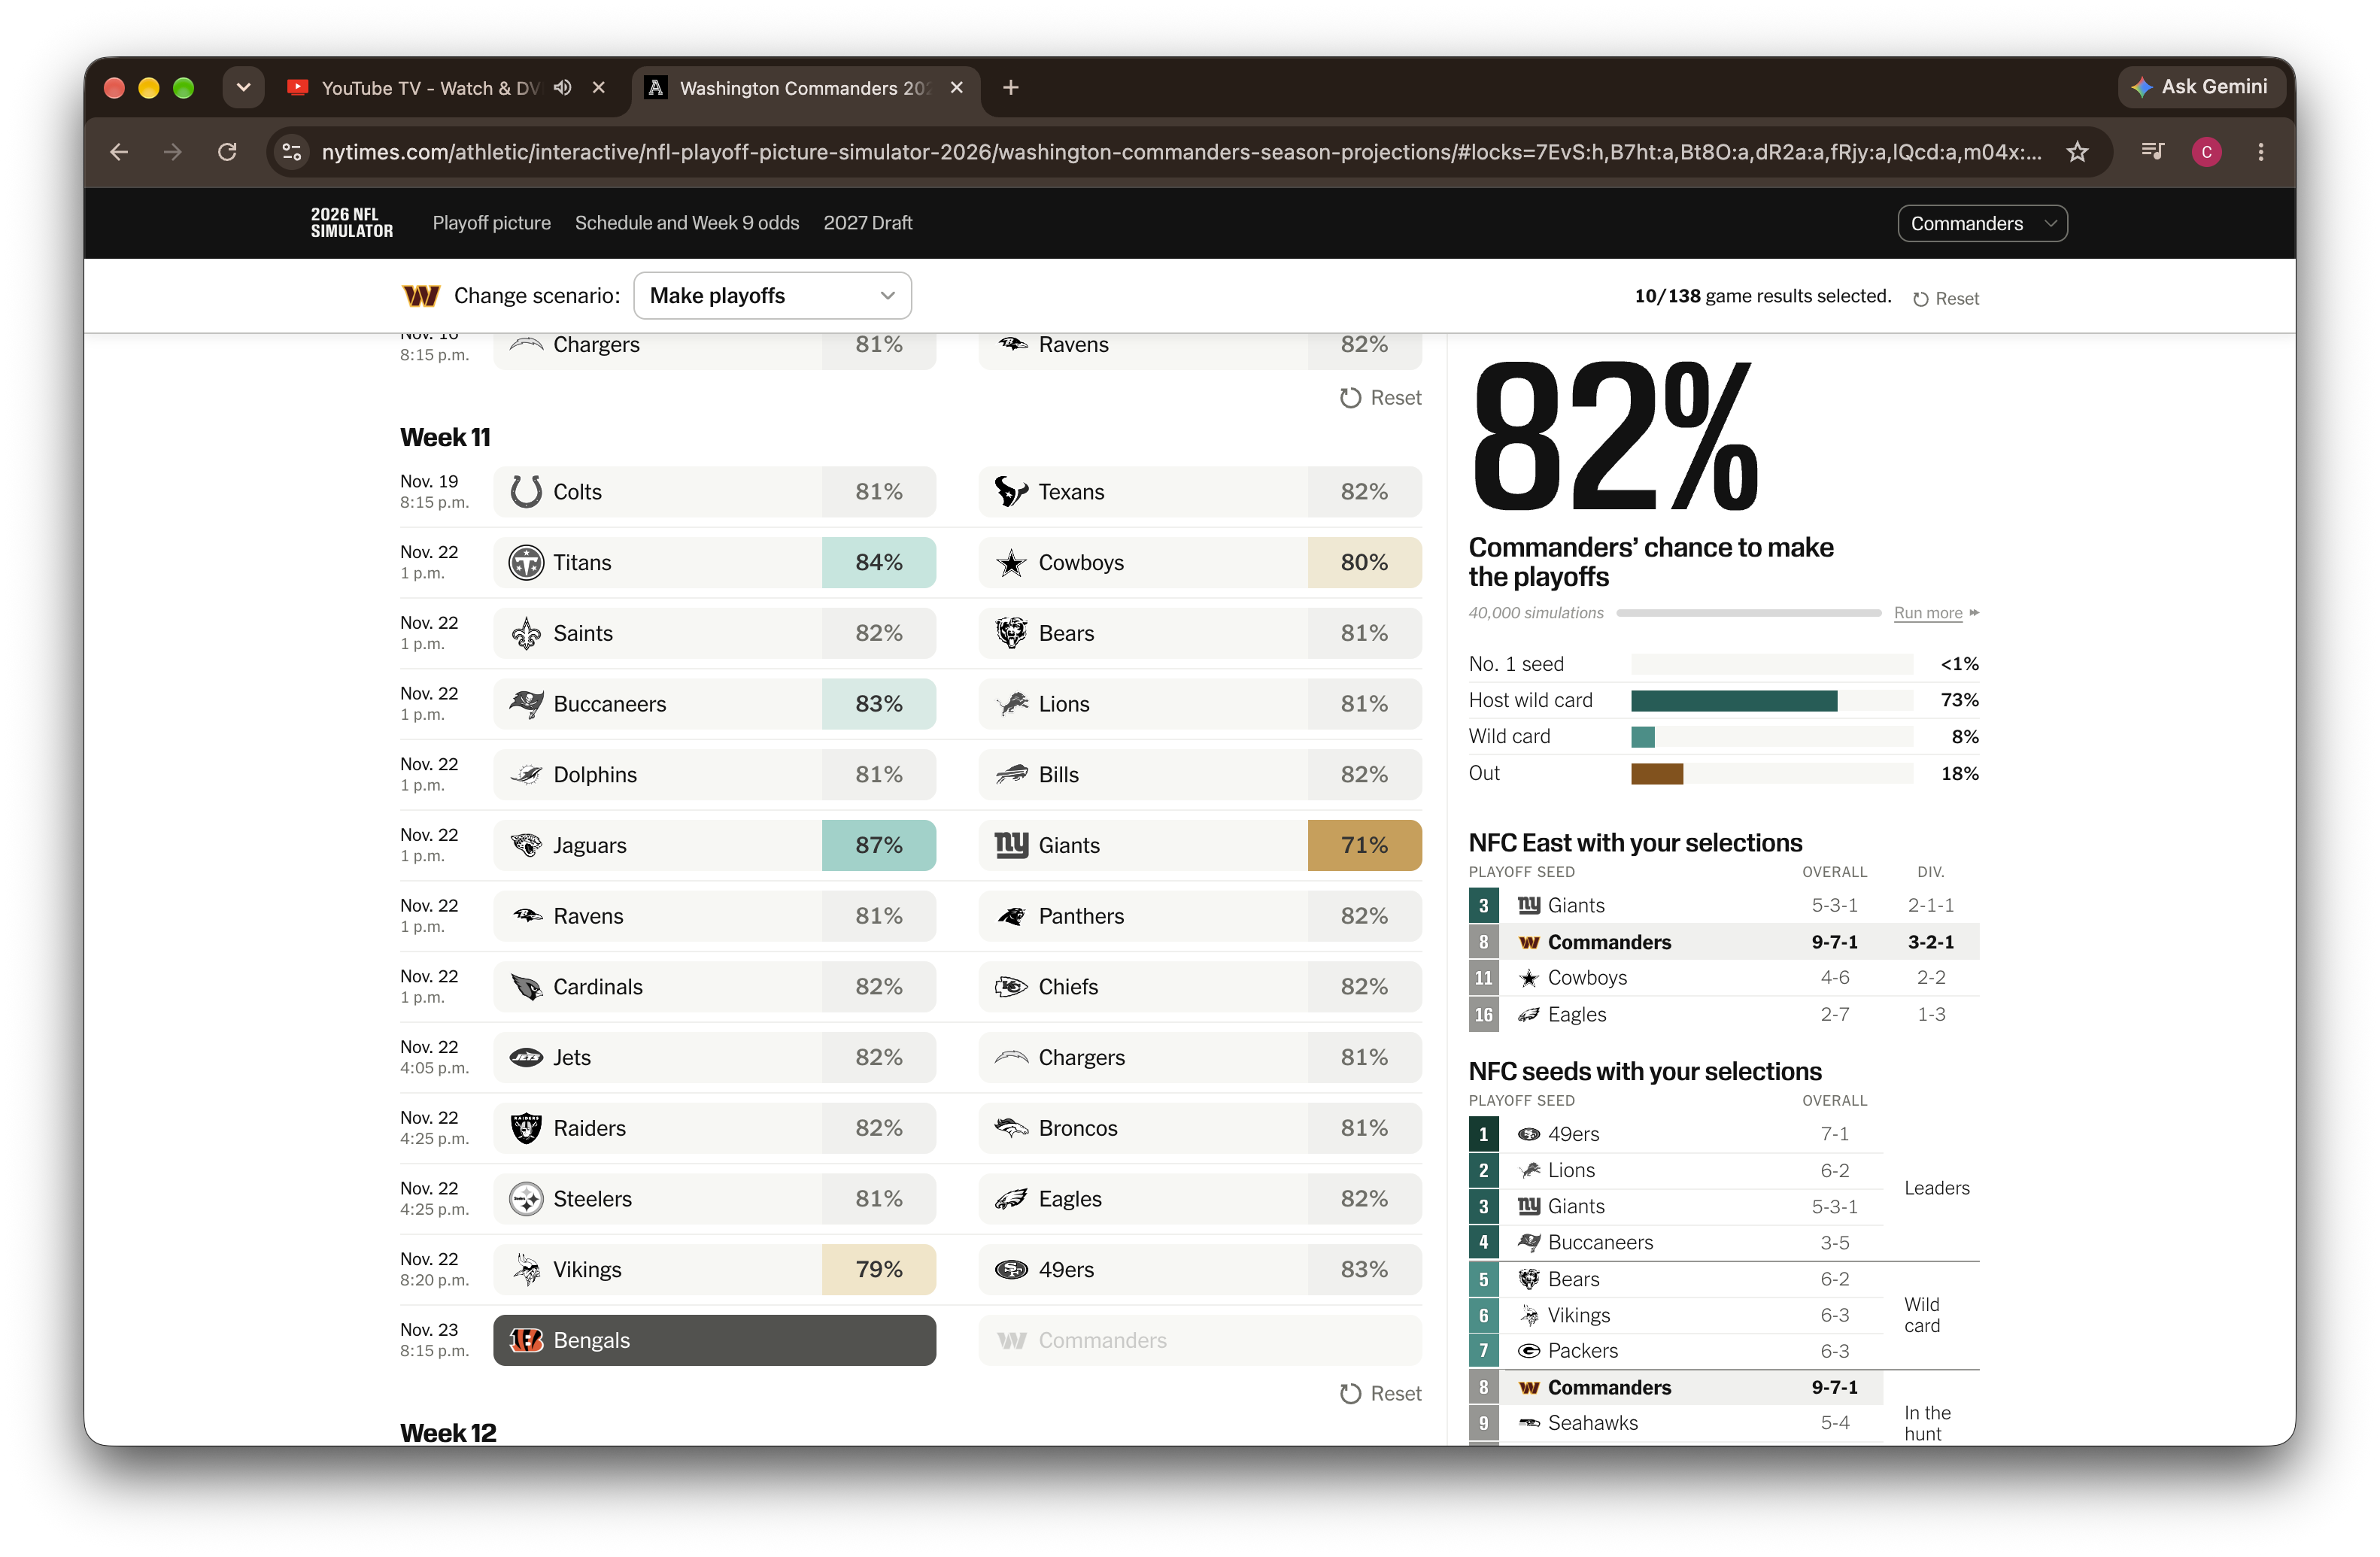 YouTube TV - Watch & DV
Washington Commanders 202
Ask Gemini
nytimes.com/athletic/interactive/nfl-playoff-picture-simulator-2026/washington-commanders-season-projections/#locks=7EvS:h,B7ht:a,Bt8O:a,dR2a:a,fRjy:a,lQcd:a,m04x:...
C
2026 NFL
SIMULATOR
Playoff picture
Schedule and Week 9 odds
2027 Draft
Commanders
Change scenario:
Make playoffs
10/138 game results selected.
Reset
8:15 p.m.
Chargers 81% Ravens 82%
Reset
Week 11
Nov. 19
8:15 p.m.
Colts 81% Texans 82%
Nov. 22
1 p.m.
Titans 84% Cowboys 80%
Nov. 22
1 p.m.
Saints 82% Bears 81%
Nov. 22
1 p.m.
Buccaneers 83% Lions 81%
Nov. 22
1 p.m.
Dolphins 81% Bills 82%
Nov. 22
1 p.m.
Jaguars 87% ny Giants 71%
Nov. 22
1 p.m.
Ravens 81% Panthers 82%
Nov. 22
1 p.m.
Cardinals 82% Chiefs 82%
Nov. 22
4:05 p.m.
JETS Jets 82% Chargers 81%
Nov. 22
4:25 p.m.
RAIDERS Raiders 82% Broncos 81%
Nov. 22
4:25 p.m.
Steelers 81% Eagles 82%
Nov. 22
8:20 p.m.
Vikings 79% 49ers 83%
Nov. 23
8:15 p.m.
Bengals Commanders
Reset
Week 12
82%
Commanders' chance to make
the playoffs
40,000 simulations
Run more
No. 1 seed <1%
Host wild card 73%
Wild card 8%
Out 18%
NFC East with your selections
PLAYOFF SEED OVERALL DIV.
3 ny Giants 5-3-1 2-1-1
8 W Commanders 9-7-1 3-2-1
11 Cowboys 4-6 2-2
16 Eagles 2-7 1-3
NFC seeds with your selections
PLAYOFF SEED OVERALL
1 49ers 7-1
2 Lions 6-2
3 ny Giants 5-3-1
4 Buccaneers 3-5
Leaders
5 Bears 6-2
6 Vikings 6-3
7 Packers 6-3
Wild
card
8 W Commanders 9-7-1
9 Seahawks 5-4
In the
hunt